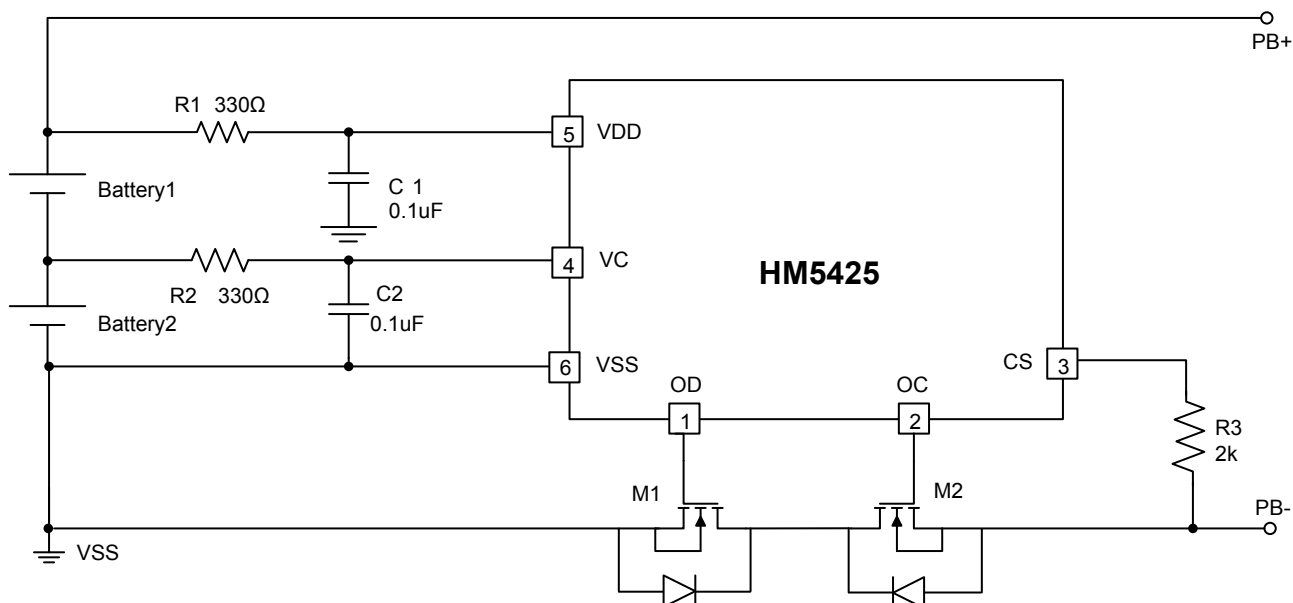 PB+
R1 330Ω
5 VDD
Battery1
C 1
0.1uF
4 VC
HM5425
R2 330Ω
C2
0.1uF
Battery2
6 VSS
CS 3
OD
OC
1
2
R3
2k
M1
M2
PB-
VSS